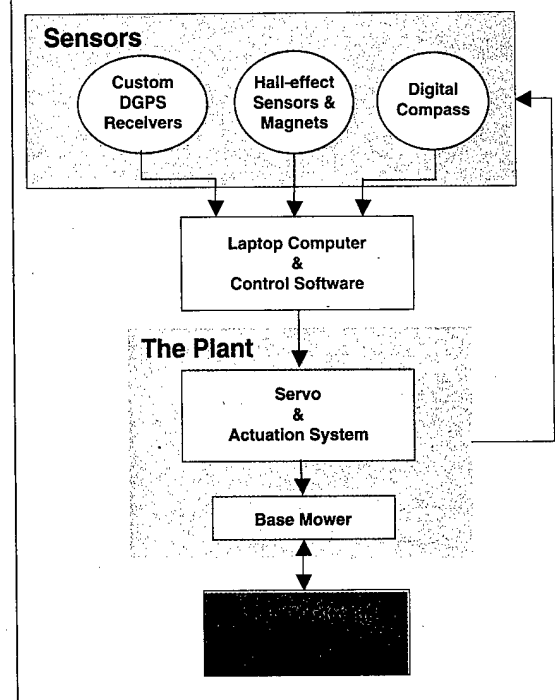 Sensors
Custom
DGPS
Receivers
Hall-effect
Sensors &
Magnets
Digital
Compass
Laptop Computer
&
Control Software
The Plant
Servo
&
Actuation System
Base Mower